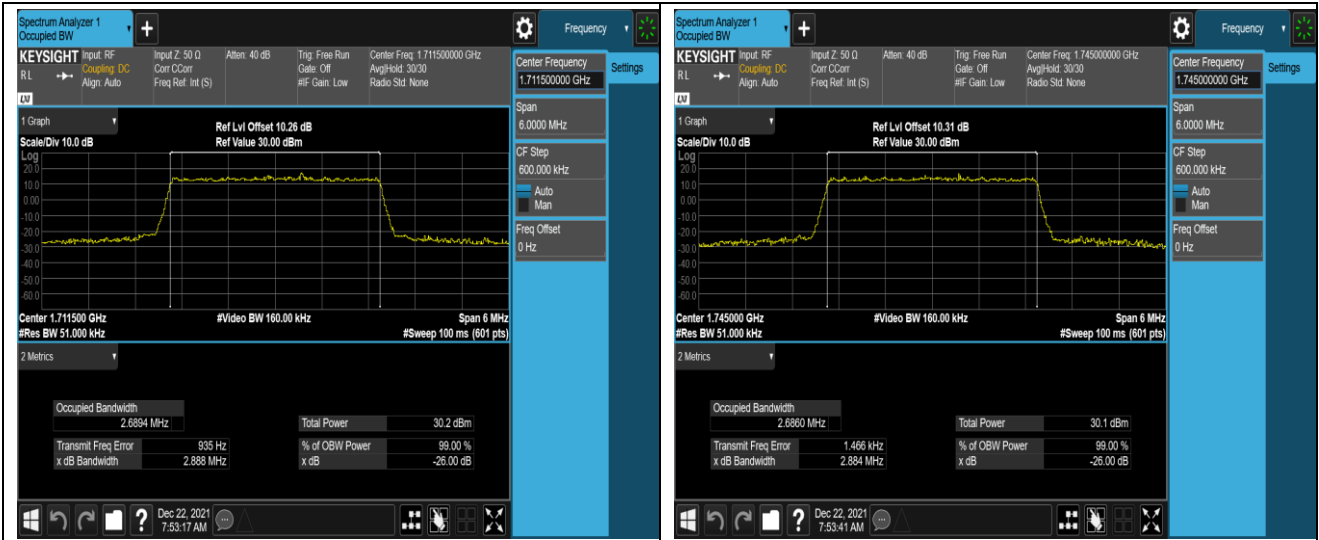 Spectrum Analyzer 1
Occupied BW
+
Frequency
KEYSIGHT Input: RF Input Z: 50 Ω Atten: 40 dB Trig: Free Run Center Freq: 1.711500000 GHz
RL Coupling: DC Corr CCorr Gate: Off Avg|Hold: 30/30
Align: Auto Freq Ref: Int (S) #IF Gain: Low Radio Std: None
LXI
Center Frequency
1.711500000 GHz
Settings
Span
6.0000 MHz
CF Step
600.000 kHz
Auto
Man
Freq Offset
0 Hz
1 Graph
Ref Lvl Offset 10.26 dB
Scale/Div 10.0 dB Ref Value 30.00 dBm
Log
20.0
10.0
0.00
-10.0
-20.0
-30.0
-40.0
-50.0
-60.0
Center 1.711500 GHz #Video BW 160.00 kHz Span 6 MHz
#Res BW 51.000 kHz #Sweep 100 ms (601 pts)
2 Metrics
Occupied Bandwidth
2.6894 MHz Total Power 30.2 dBm
Transmit Freq Error 935 Hz % of OBW Power 99.00 %
x dB Bandwidth 2.888 MHz x dB -26.00 dB
? Dec 22, 2021
7:53:17 AM
Spectrum Analyzer 1
Occupied BW
+
Frequency
KEYSIGHT Input: RF Input Z: 50 Ω Atten: 40 dB Trig: Free Run Center Freq: 1.745000000 GHz
RL Coupling: DC Corr CCorr Gate: Off Avg|Hold: 30/30
Align: Auto Freq Ref: Int (S) #IF Gain: Low Radio Std: None
LXI
Center Frequency
1.745000000 GHz
Settings
Span
6.0000 MHz
CF Step
600.000 kHz
Auto
Man
Freq Offset
0 Hz
1 Graph
Ref Lvl Offset 10.31 dB
Scale/Div 10.0 dB Ref Value 30.00 dBm
Log
20.0
10.0
0.00
-10.0
-20.0
-30.0
-40.0
-50.0
-60.0
Center 1.745000 GHz #Video BW 160.00 kHz Span 6 MHz
#Res BW 51.000 kHz #Sweep 100 ms (601 pts)
2 Metrics
Occupied Bandwidth
2.6860 MHz Total Power 30.1 dBm
Transmit Freq Error 1.466 kHz % of OBW Power 99.00 %
x dB Bandwidth 2.884 MHz x dB -26.00 dB
? Dec 22, 2021
7:53:41 AM